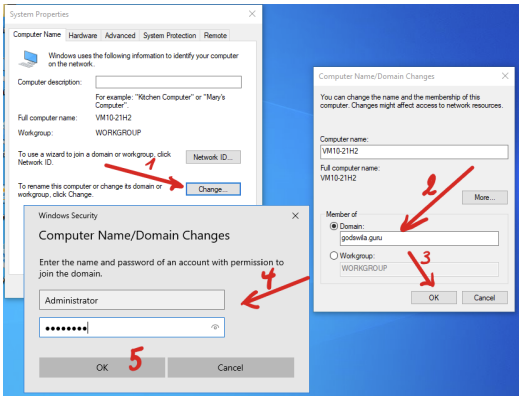 System Properties
Computer Name Hardware Advanced System Protection Remote
Windows uses the following information to identify your computer
on the network.
Computer description:
For example: "Kitchen Computer" or "Mary's
Computer".
Full computer name: VM10-21H2
Workgroup: WORKGROUP
To use a wizard to join a domain or workgroup, click
Network ID.
Network ID...
1
To rename this computer or change its domain or
workgroup, click Change.
Change...
Computer Name/Domain Changes
You can change the name and the membership of this
computer. Changes might affect access to network resources.
Computer name:
VM10-21H2
Full computer name:
VM10-21H2
2
More...
Member of
Domain:
godswila.guru
Workgroup:
WORKGROUP
3
OK Cancel
Windows Security
Computer Name/Domain Changes
Enter the name and password of an account with permission to
join the domain.
4
Administrator
OK 5 Cancel